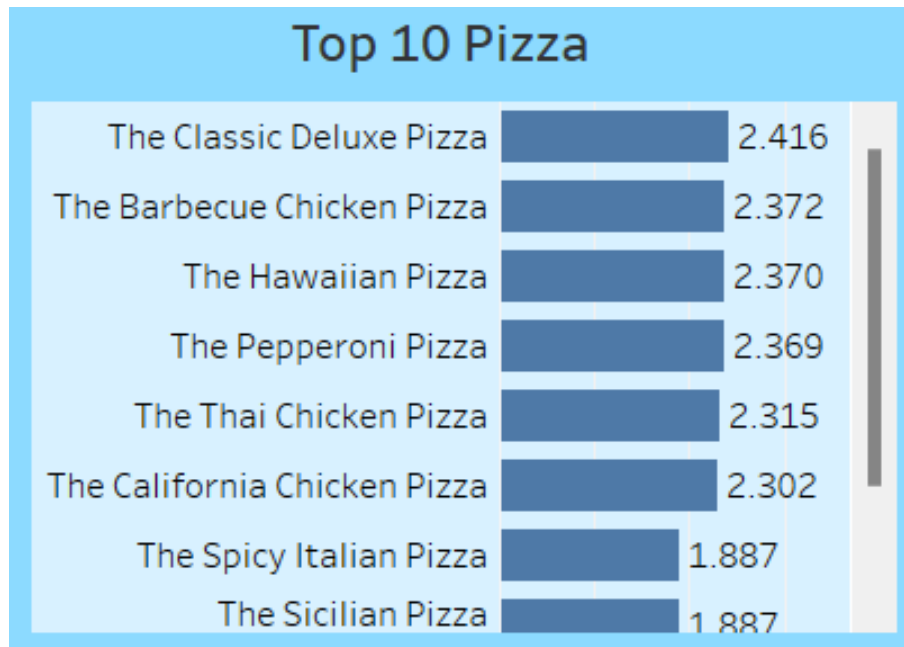 Top 10 Pizza
The Classic Deluxe Pizza 2.416
The Barbecue Chicken Pizza 2.372
The Hawaiian Pizza 2.370
The Pepperoni Pizza 2.369
The Thai Chicken Pizza 2.315
The California Chicken Pizza 2.302
The Spicy Italian Pizza 1.887
The Sicilian Pizza 1.887